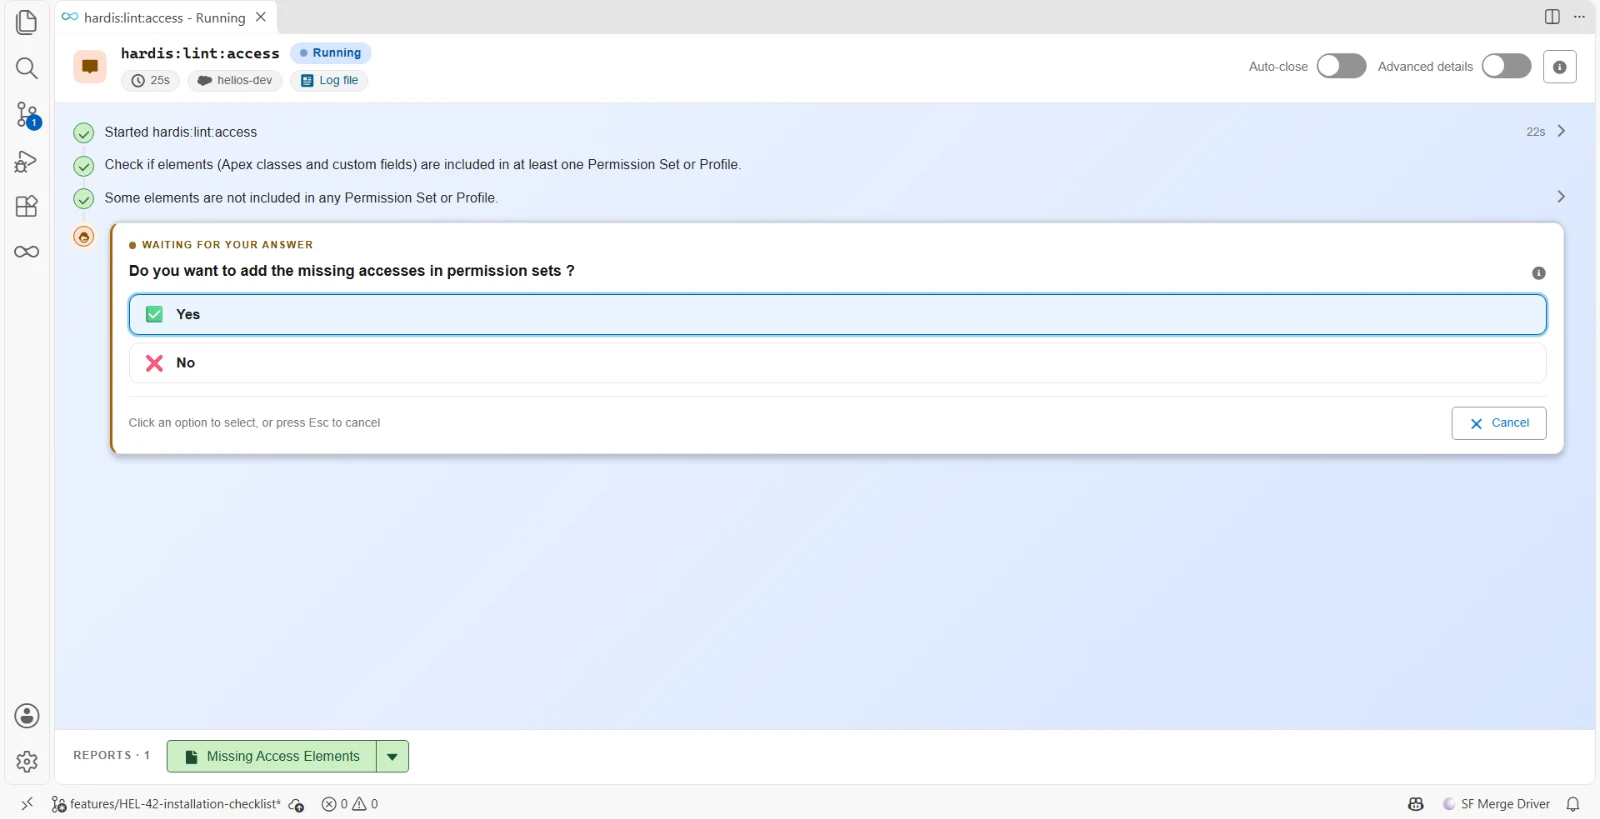 hardis:lint:access - Running
hardis:lint:access
Running
25s
helios-dev
Log file
Auto-close
Advanced details
Started hardis:lint:access
22s
Check if elements (Apex classes and custom fields) are included in at least one Permission Set or Profile.
Some elements are not included in any Permission Set or Profile.
WAITING FOR YOUR ANSWER
Do you want to add the missing accesses in permission sets ?
Yes
No
Click an option to select, or press Esc to cancel
Cancel
REPORTS · 1
Missing Access Elements
1
features/HEL-42-installation-checklist*
0
0
SF Merge Driver